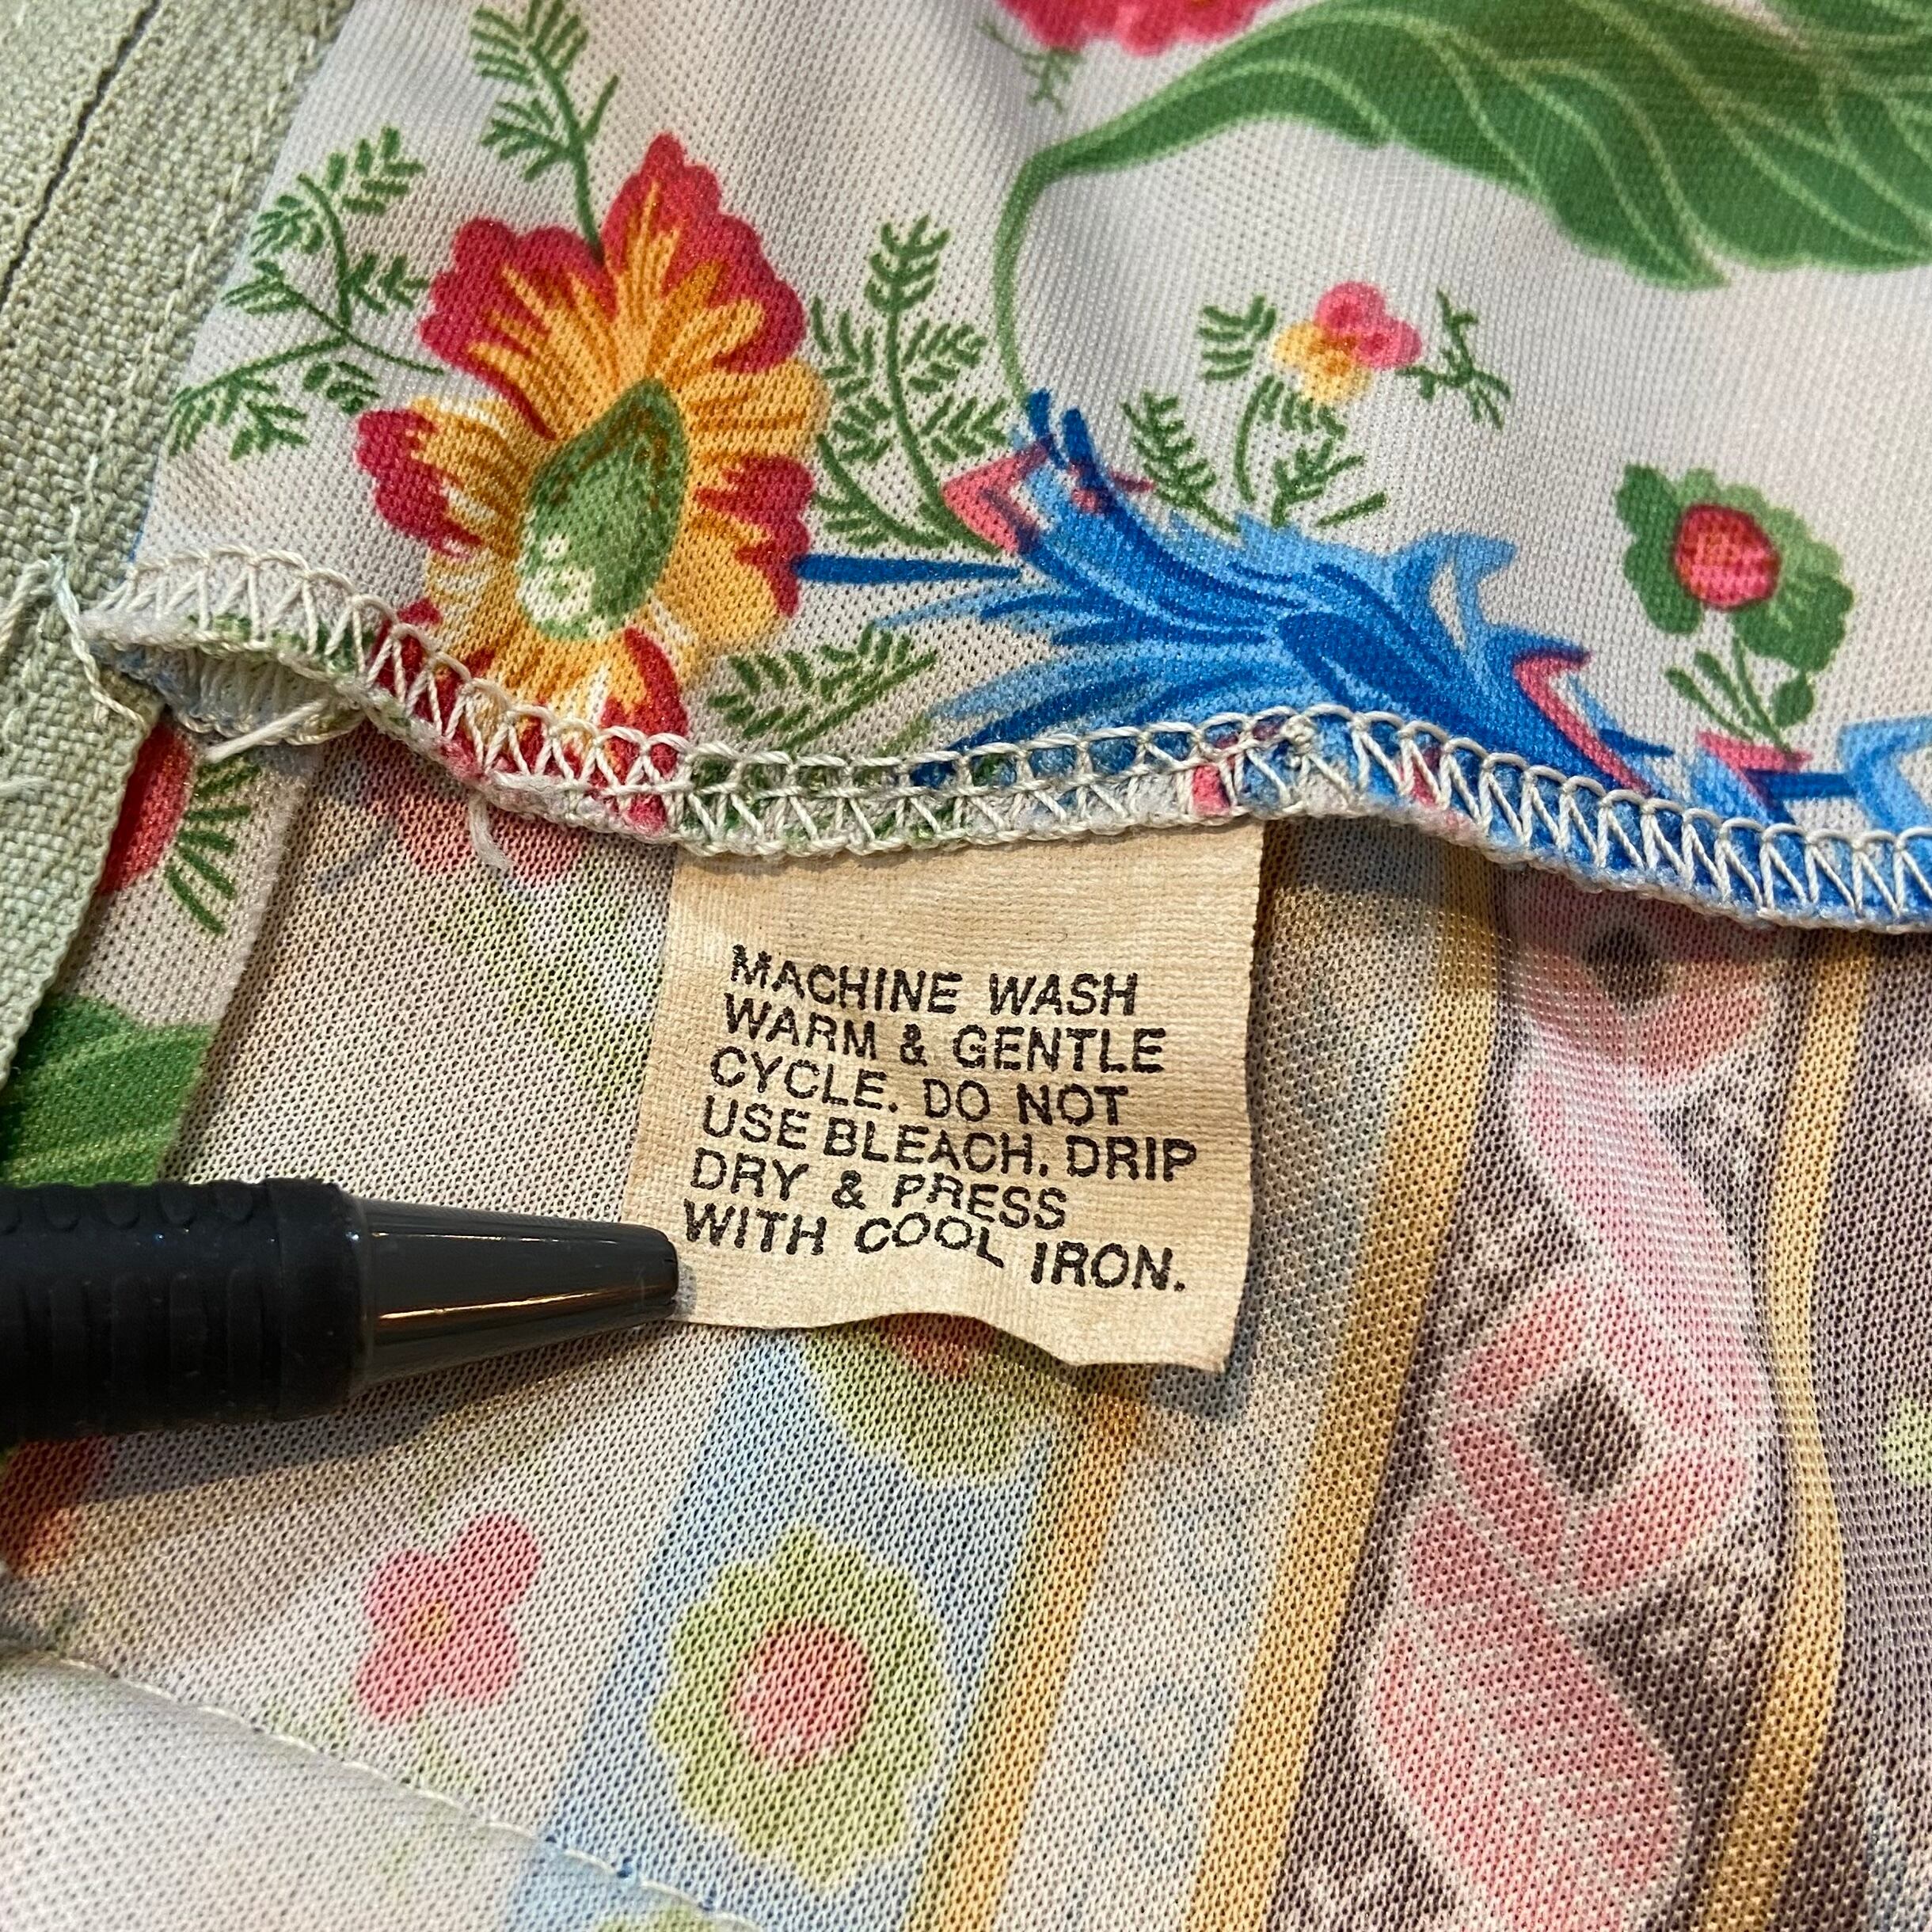 MACHINE WASH
WARM & GENTLE
CYCLE. DO NOT
USE BLEACH. DRIP
DRY & PRESS
WITH COOL IRON.